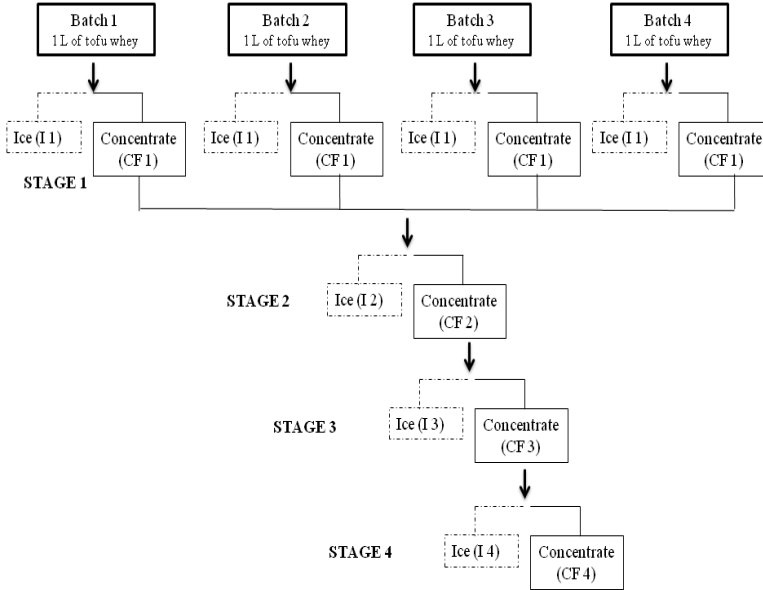 Batch 1
1 L of tofu whey
Batch 2
1 L of tofu whey
Batch 3
1 L of tofu whey
Batch 4
1 L of tofu whey
Ice (I 1)
Concentrate
(CF 1)
Ice (I 1)
Concentrate
(CF 1)
Ice (I 1)
Concentrate
(CF 1)
Ice (I 1)
Concentrate
(CF 1)
STAGE 1
STAGE 2
Ice (I 2)
Concentrate
(CF 2)
STAGE 3
Ice (I 3)
Concentrate
(CF 3)
STAGE 4
Ice (I 4)
Concentrate
(CF 4)